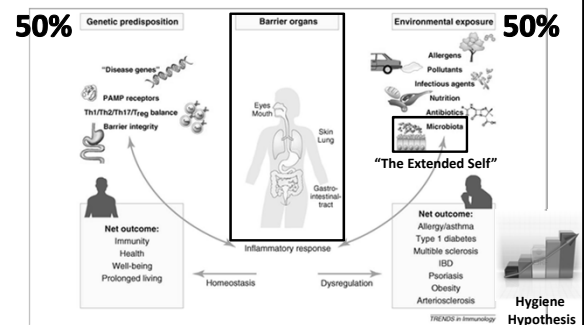 50%
Genetic predisposition
Barrier organs
Environmental exposure
50%
"Disease genes"
PAMP receptors
Th1/Th2/Th17/Treg balance
Barrier integrity
Eyes
Mouth
Skin
Lung
Gastro-
intestinal-
tract
Allergens
Pollutants
Infectious agents
Nutrition
Antibiotics
Microbiota
“The Extended Self”
Net outcome:
Immunity
Health
Well-being
Prolonged living
Inflammatory response
Homeostasis
Dysregulation
Net outcome:
Allergy/asthma
Type 1 diabetes
Multiple sclerosis
IBD
Psoriasis
Obesity
Arteriosclerosis
TRENDS in Immunology
Hygiene
Hypothesis